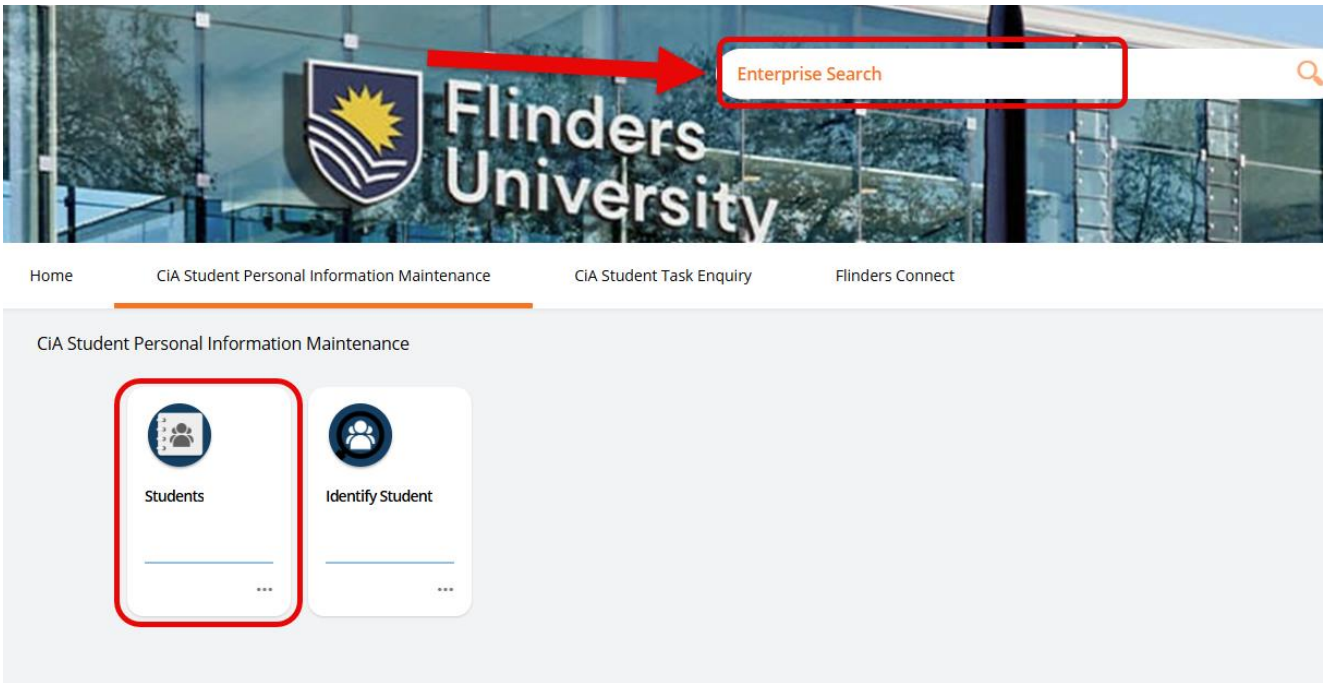 Enterprise Search
Flinders
University
Home CiA Student Personal Information Maintenance CiA Student Task Enquiry Flinders Connect
CiA Student Personal Information Maintenance
Students Identify Student
... ...